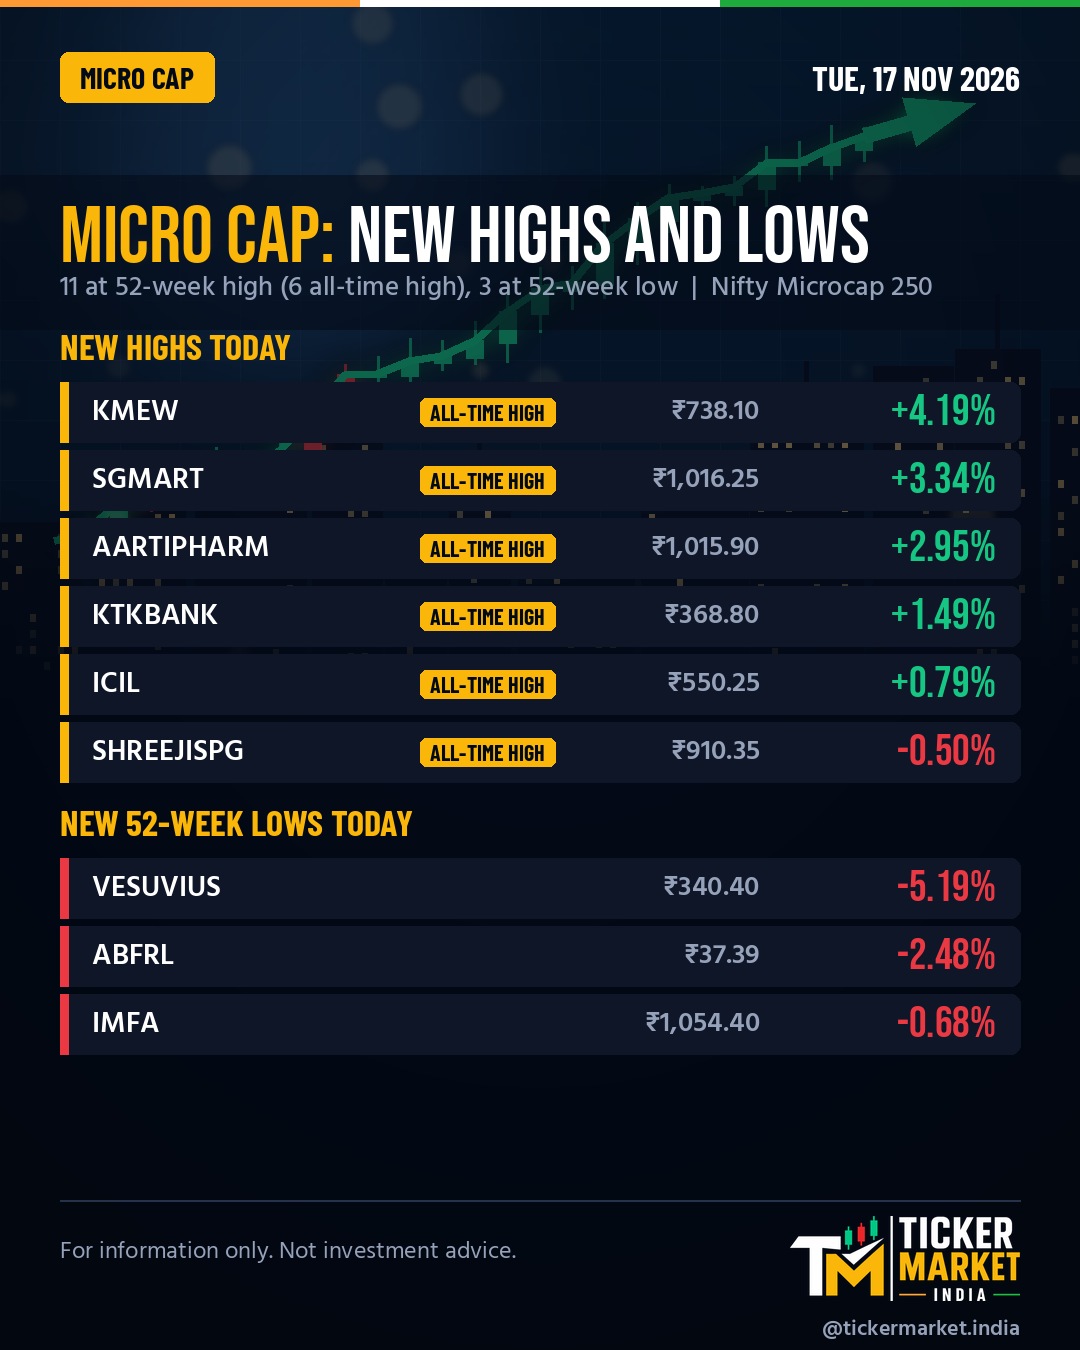 MICRO CAP
TUE, 17 NOV 2026
MICRO CAP: NEW HIGHS AND LOWS
11 at 52-week high (6 all-time high), 3 at 52-week low | Nifty Microcap 250
NEW HIGHS TODAY
KMEW ALL-TIME HIGH ₹738.10 +4.19%
SGMART ALL-TIME HIGH ₹1,016.25 +3.34%
AARTIPHARM ALL-TIME HIGH ₹1,015.90 +2.95%
KTKBANK ALL-TIME HIGH ₹368.80 +1.49%
ICIL ALL-TIME HIGH ₹550.25 +0.79%
SHREEJISPG ALL-TIME HIGH ₹910.35 -0.50%
NEW 52-WEEK LOWS TODAY
VESUVIUS ₹340.40 -5.19%
ABFRL ₹37.39 -2.48%
IMFA ₹1,054.40 -0.68%
For information only. Not investment advice.
TM
TICKER
MARKET
INDIA
@tickermarket.india